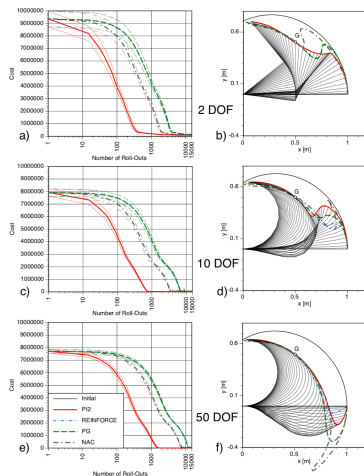 10000000
9000000
8000000
7000000
6000000
5000000
4000000
3000000
2000000
1000000
0
Cost
1
10
100
1000
10000
15000
Number of Roll-Outs
a)
0.6
G
y [m]
0.1
-0.4
0
0.5
1
x [m]
b)
2 DOF
10000000
9000000
8000000
7000000
6000000
5000000
4000000
3000000
2000000
1000000
0
Cost
1
10
100
1000
10000
15000
Number of Roll-Outs
c)
0.6
G
y [m]
0.1
-0.4
0
0.5
1
x [m]
d)
10 DOF
10000000
9000000
8000000
7000000
6000000
5000000
4000000
3000000
2000000
1000000
0
Cost
Initial
PI2
REINFORCE
PG
NAC
1
10
100
1000
10000
15000
Number of Roll-Outs
e)
0.6
G
y [m]
0.1
-0.4
0
0.5
1
x [m]
f)
50 DOF